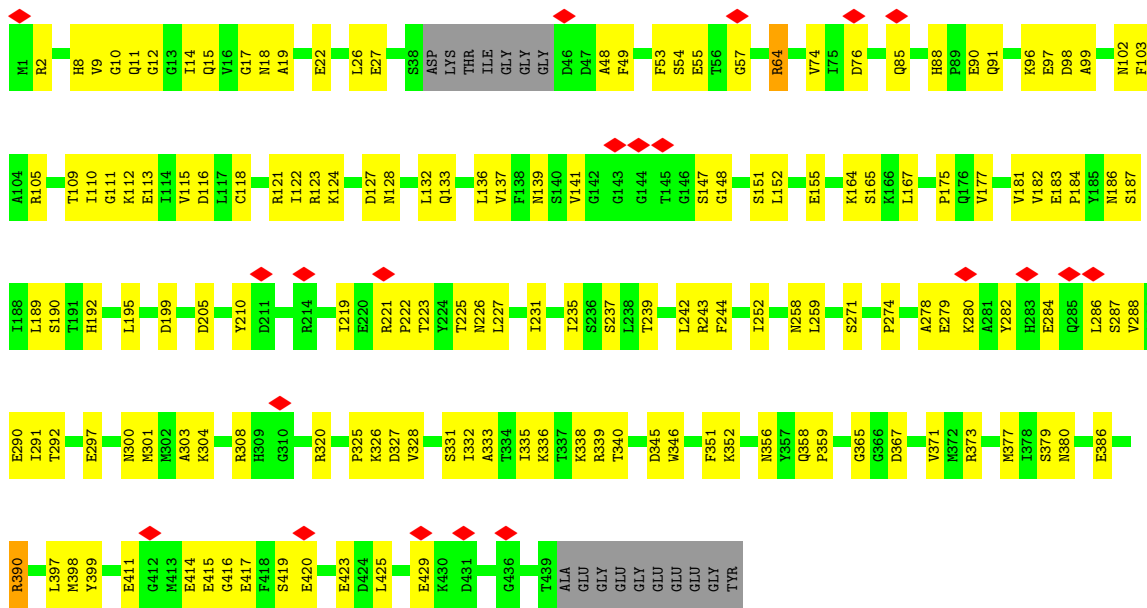 M1 R2 H8 V9 G10 Q11 G12 G13 I14 Q15 V16 G17 N18 A19 E22 L26 E27 S38 ASP LYS THR ILE GLY GLY GLY D46 D47 A48 F49 F53 S54 E55 T56 G57 R64 V74 I75 D76 Q85 H88 P89 E90 Q91 K96 E97 D98 A99 N102 F103
A104 R105 T109 I110 G111 K112 E113 I114 V115 D116 L117 C118 R121 I122 R123 K124 D127 N128 L132 Q133 L136 V137 F138 N139 S140 V141 G142 G143 G144 T145 G146 S147 G148 S151 L152 E155 K164 S165 K166 L167 P175 Q176 V177 V181 V182 E183 P184 Y185 N186 S187
I188 L189 S190 T191 H192 L195 D199 D205 Y210 D211 R214 I219 E220 R221 P222 T223 Y224 T225 N226 L227 I231 I235 S236 S237 L238 T239 L242 R243 F244 I252 N258 L259 S271 P274 A278 E279 K280 A281 Y282 H283 E284 Q285 L286 S287 V288
E290 I291 T292 E297 N300 M301 M302 A303 K304 R308 H309 G310 R320 P325 K326 D327 V328 S331 I332 A333 T334 I335 K336 T337 K338 R339 T340 D345 W346 F351 K352 N356 Y357 Q358 P359 G365 G366 D367 V371 M372 R373 M377 I378 S379 N380 E386
R390 L397 M398 Y399 E411 G412 M413 E414 E415 G416 E417 F418 S419 E420 E423 D424 L425 E429 K430 D431 G436 T439 ALA GLU GLY GLU GLY GLU GLU GLU GLY TYR